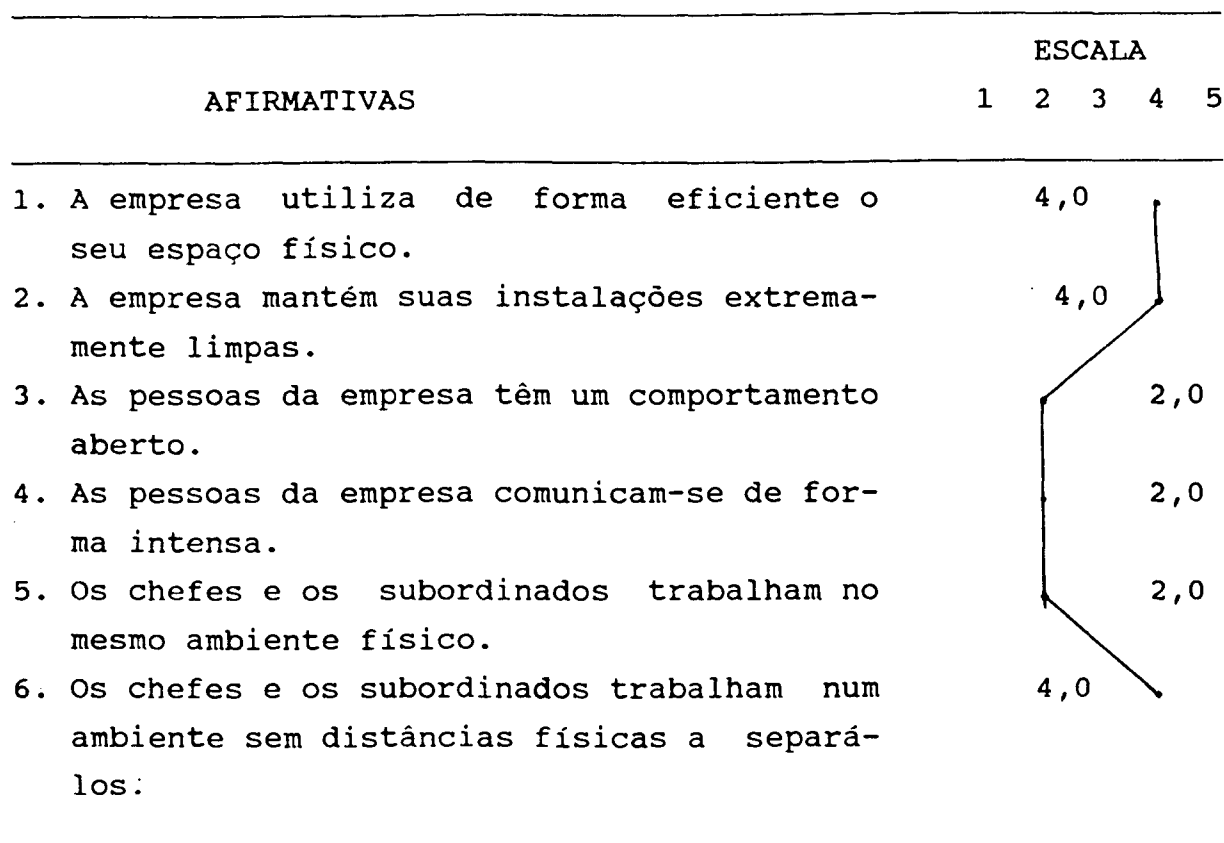 ESCALA
AFIRMATIVAS 1 2 3 4 5
1. A empresa utiliza de forma eficiente o 4,0
seu espaço físico.
2. A empresa mantém suas instalações extrema- 4,0
mente limpas.
3. As pessoas da empresa têm um comportamento 2,0
aberto.
4. As pessoas da empresa comunicam-se de for- 2,0
ma intensa.
5. Os chefes e os subordinados trabalham no 2,0
mesmo ambiente físico.
6. Os chefes e os subordinados trabalham num 4,0
ambiente sem distâncias físicas a separá-
los.